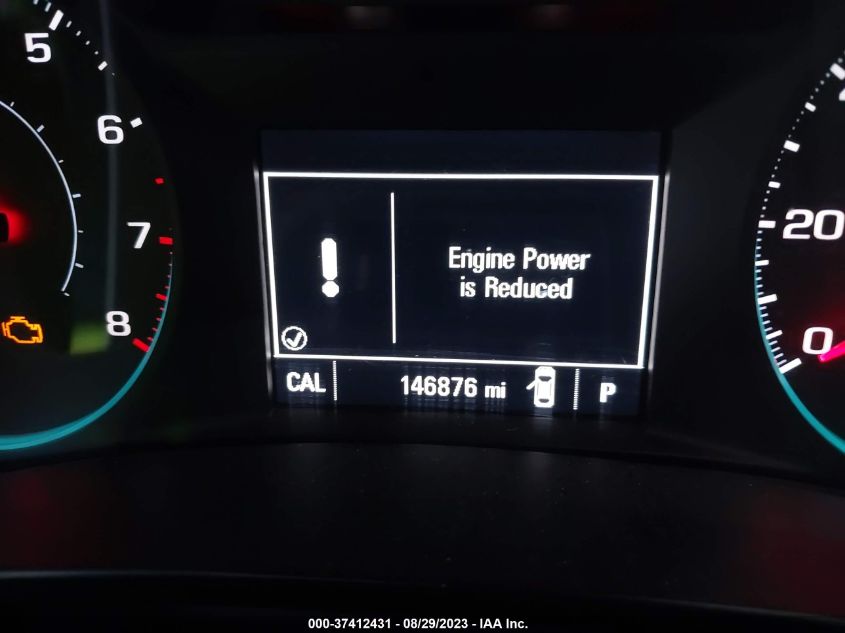 5
6
7
8
Engine Power
is Reduced
CAL
146876 mi
P
20
0
000-37412431 - 08/29/2023 - IAA Inc.